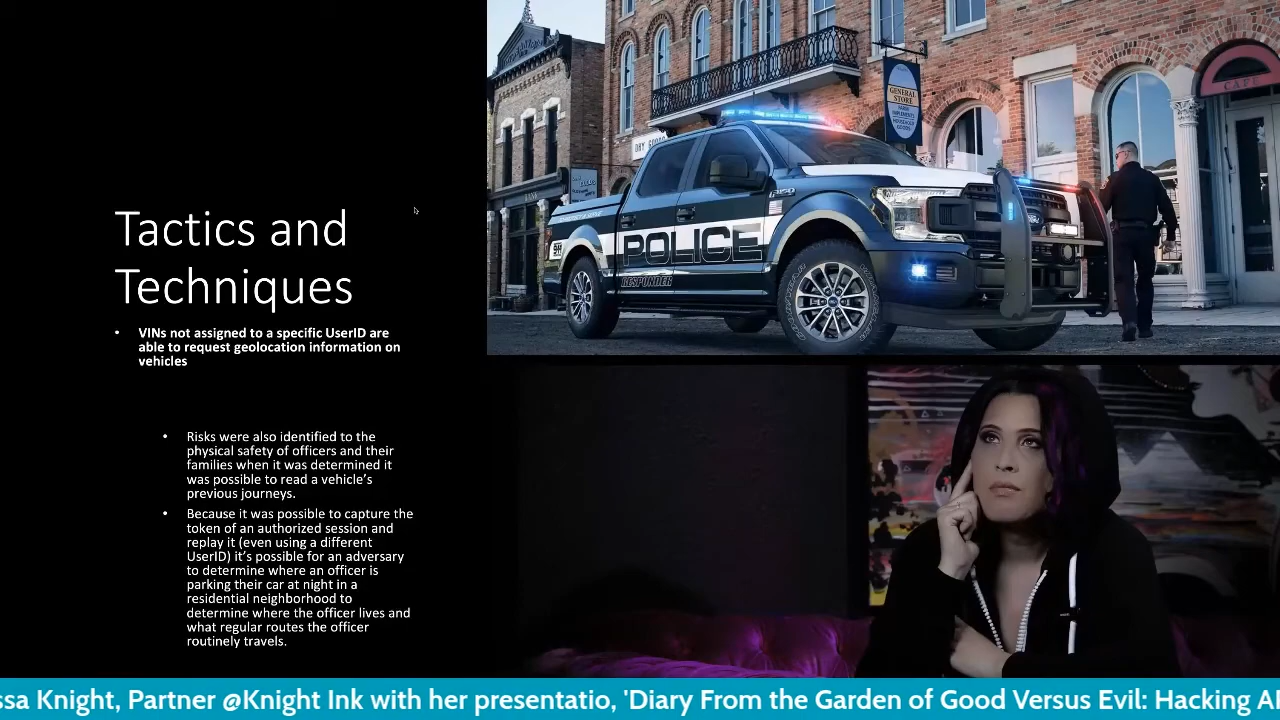 Tactics and
Techniques
• VINs not assigned to a specific UserID are
able to request geolocation information on
vehicles
• Risks were also identified to the
physical safety of officers and their
families when it was determined it
was possible to read a vehicle's
previous journeys.
• Because it was possible to capture the
token of an authorized session and
replay it (even using a different
UserID) it's possible for an adversary
to determine where an officer is
parking their car at night in a
residential neighborhood to
determine where the officer lives and
what regular routes the officer
routinely travels.
GENERAL
STORE
CAFE
F-150
POLICE
RESPONDER
911
ssa Knight, Partner @Knight Ink with her presentatio, 'Diary From the Garden of Good Versus Evil: Hacking A